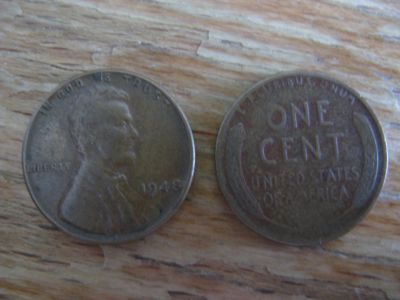 IN GOD WE TRUST
LIBERTY
1948
E PLURIBUS UNUM
ONE
CENT
UNITED STATES
OF AMERICA